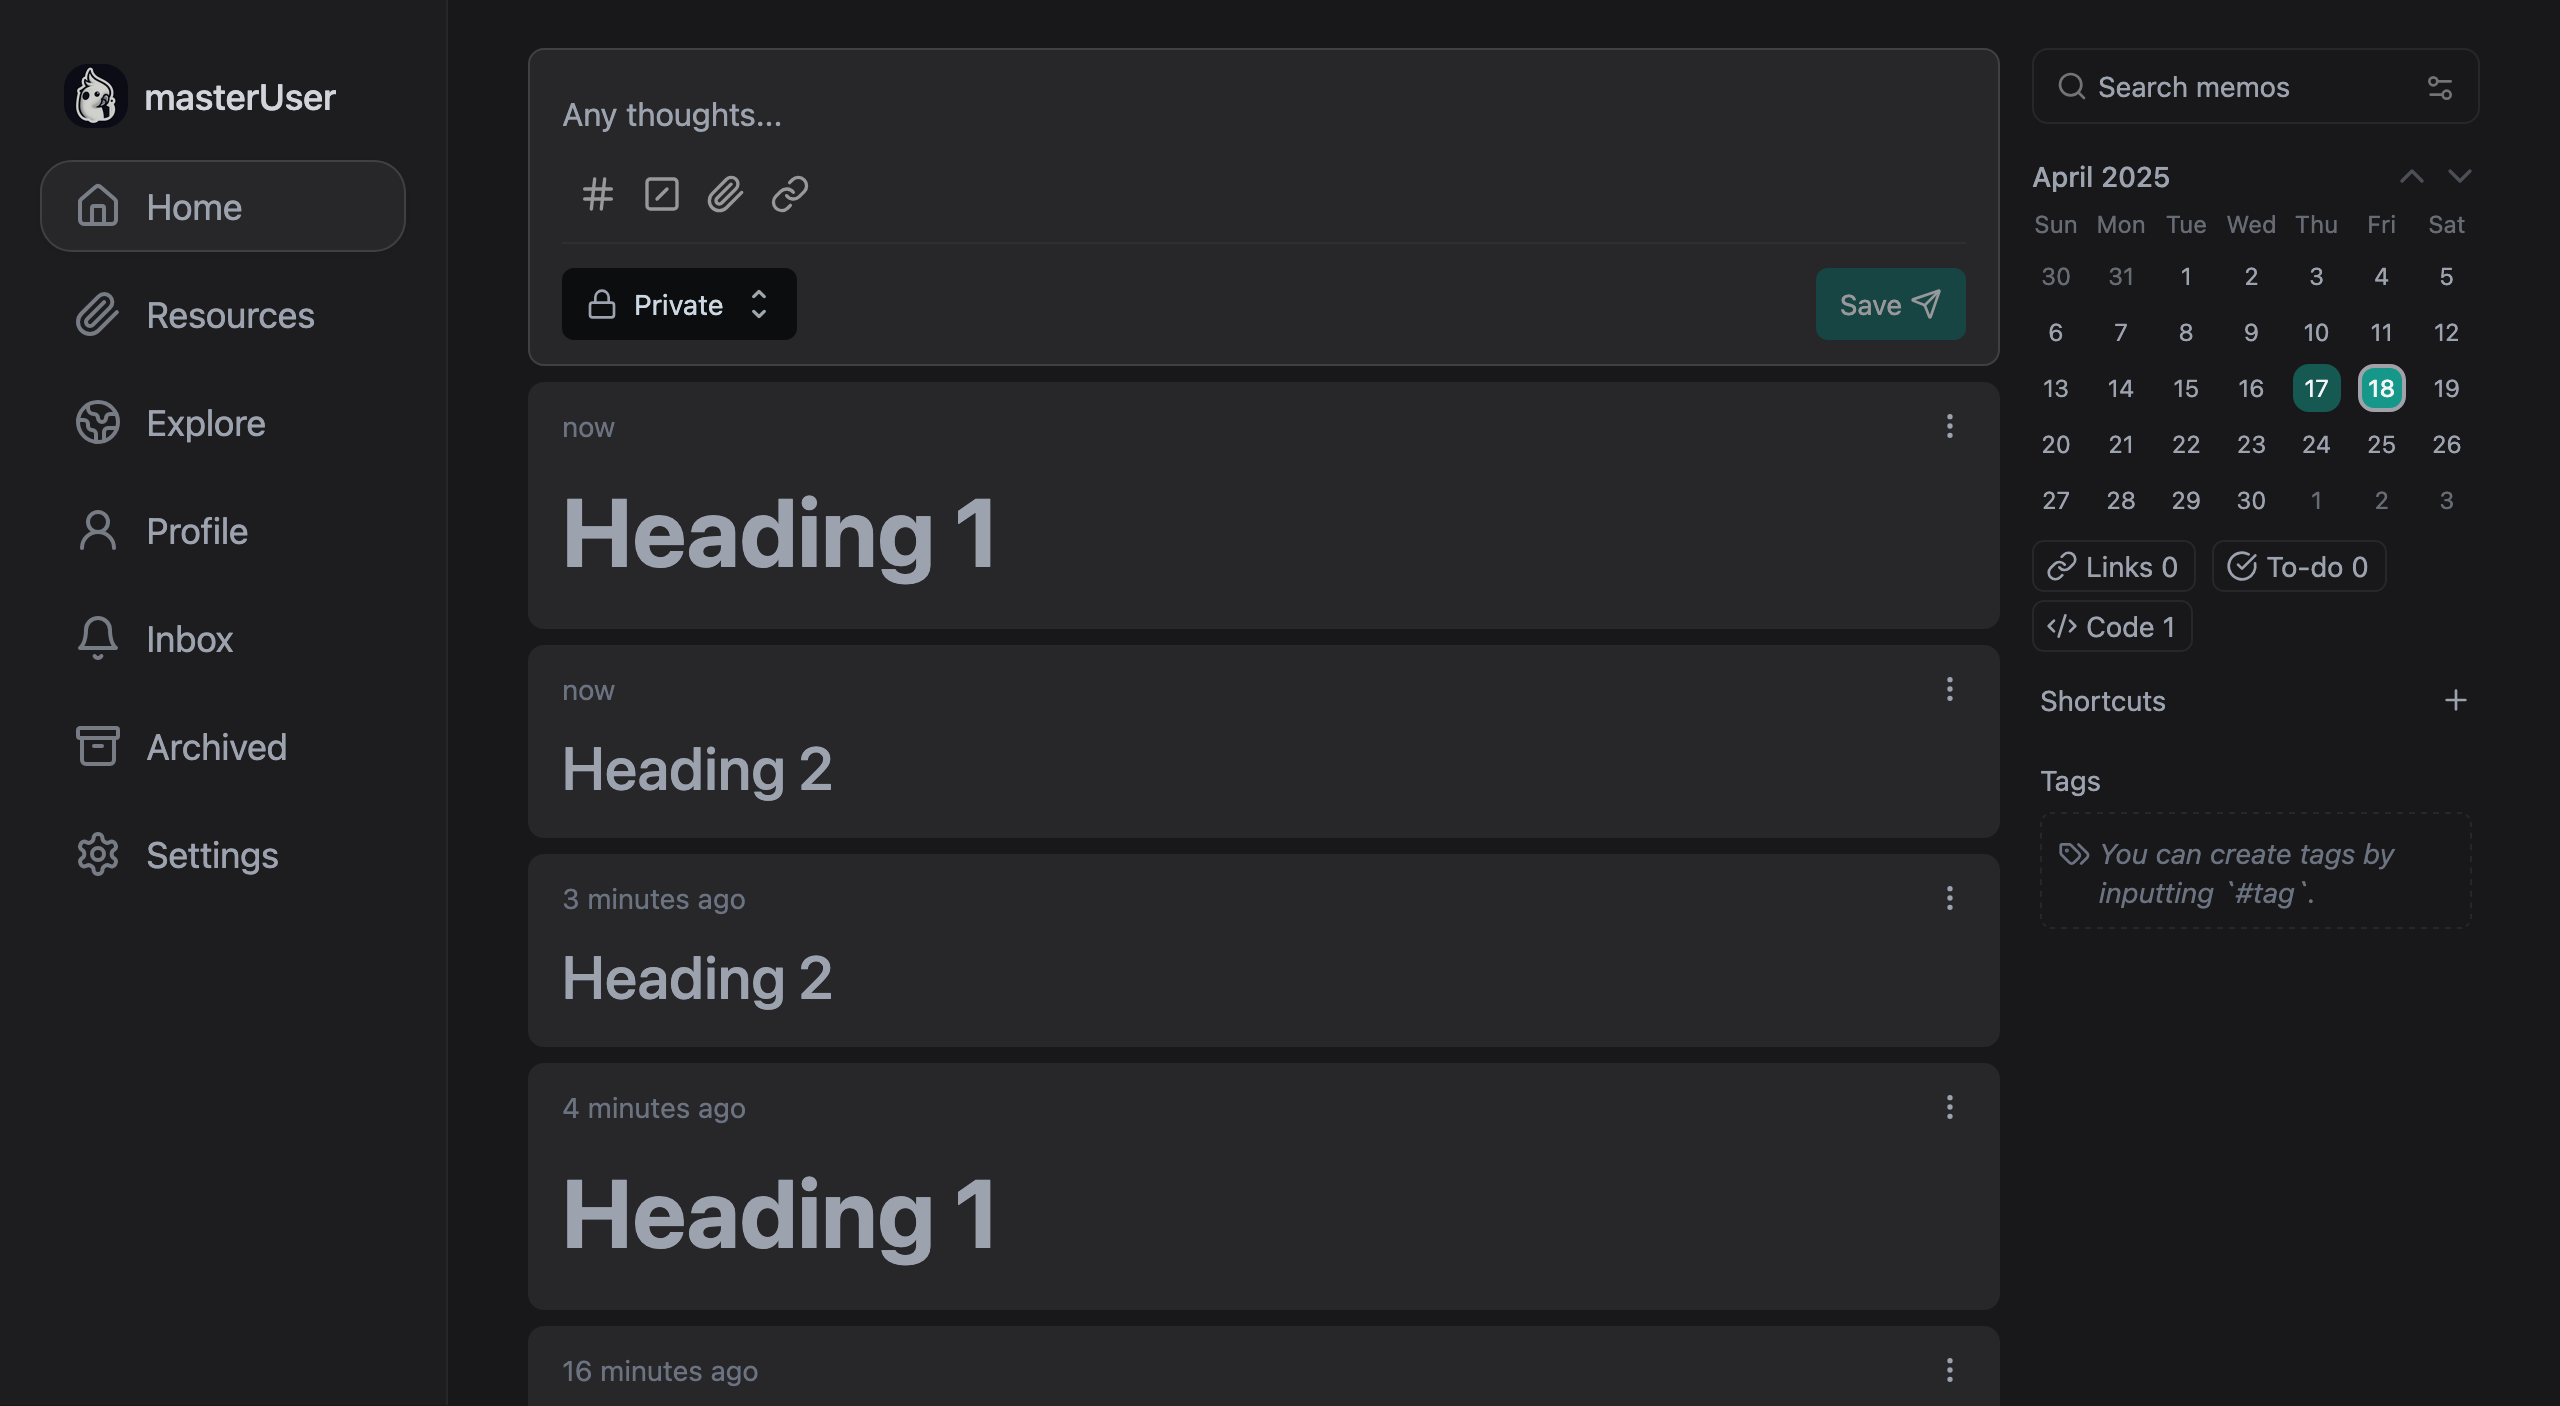 masterUser
Home
Resources
Explore
Profile
Inbox
Archived
Settings
Any thoughts...
Private
Save
now
Heading 1
now
Heading 2
3 minutes ago
Heading 2
4 minutes ago
Heading 1
16 minutes ago
Search memos
April 2025
Sun Mon Tue Wed Thu Fri Sat
30 31 1 2 3 4 5
6 7 8 9 10 11 12
13 14 15 16 17 18 19
20 21 22 23 24 25 26
27 28 29 30 1 2 3
Links 0 To-do 0
Code 1
Shortcuts
Tags
You can create tags by
inputting `#tag`.